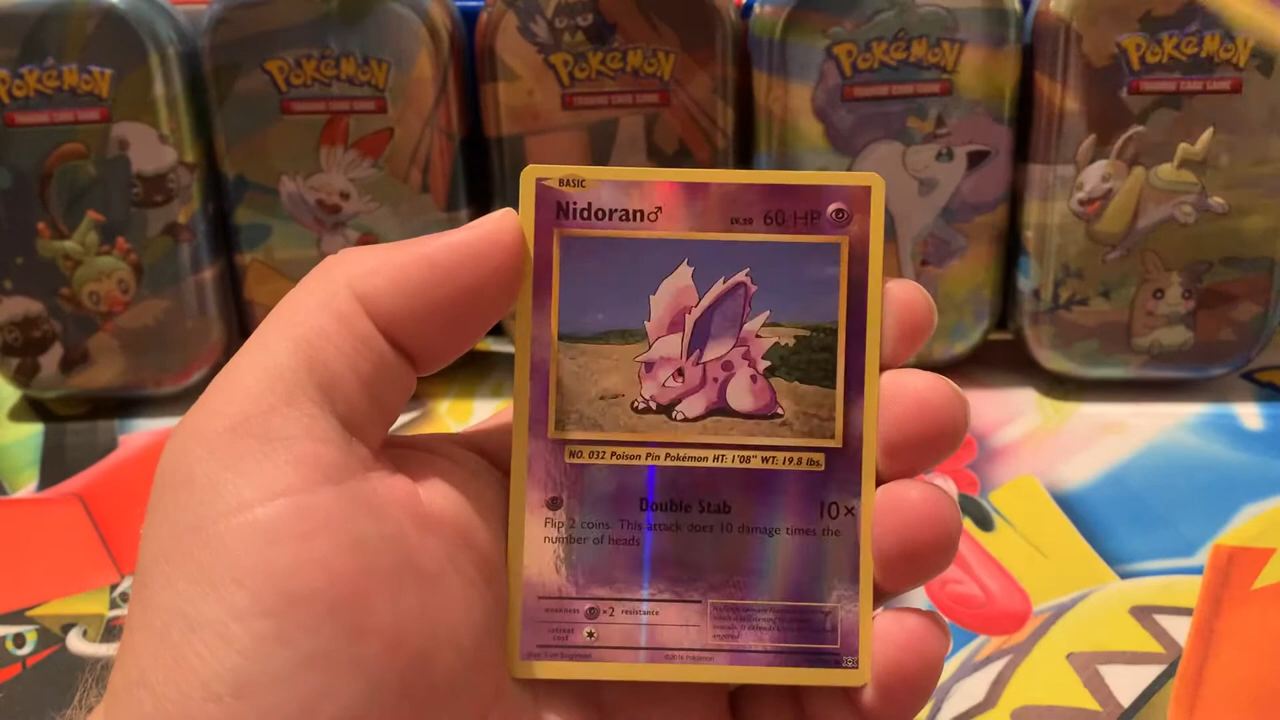 POKéMON
TRADING CARD GAME
POKéMON
TRADING CARD GAME
POKéMON
TRADING CARD GAME
POKéMON
TRADING CARD GAME
POKéMON
TRADING CARD GAME
BASIC
Nidoran♂ LV.20 60 HP
NO. 032 Poison Pin Pokémon HT: 1'08" WT: 19.8 lbs.
Double Stab 10×
Flip 2 coins. This attack does 10 damage times the
number of heads
weakness ×2 resistance
retreat
cost
©2016 Pokémon